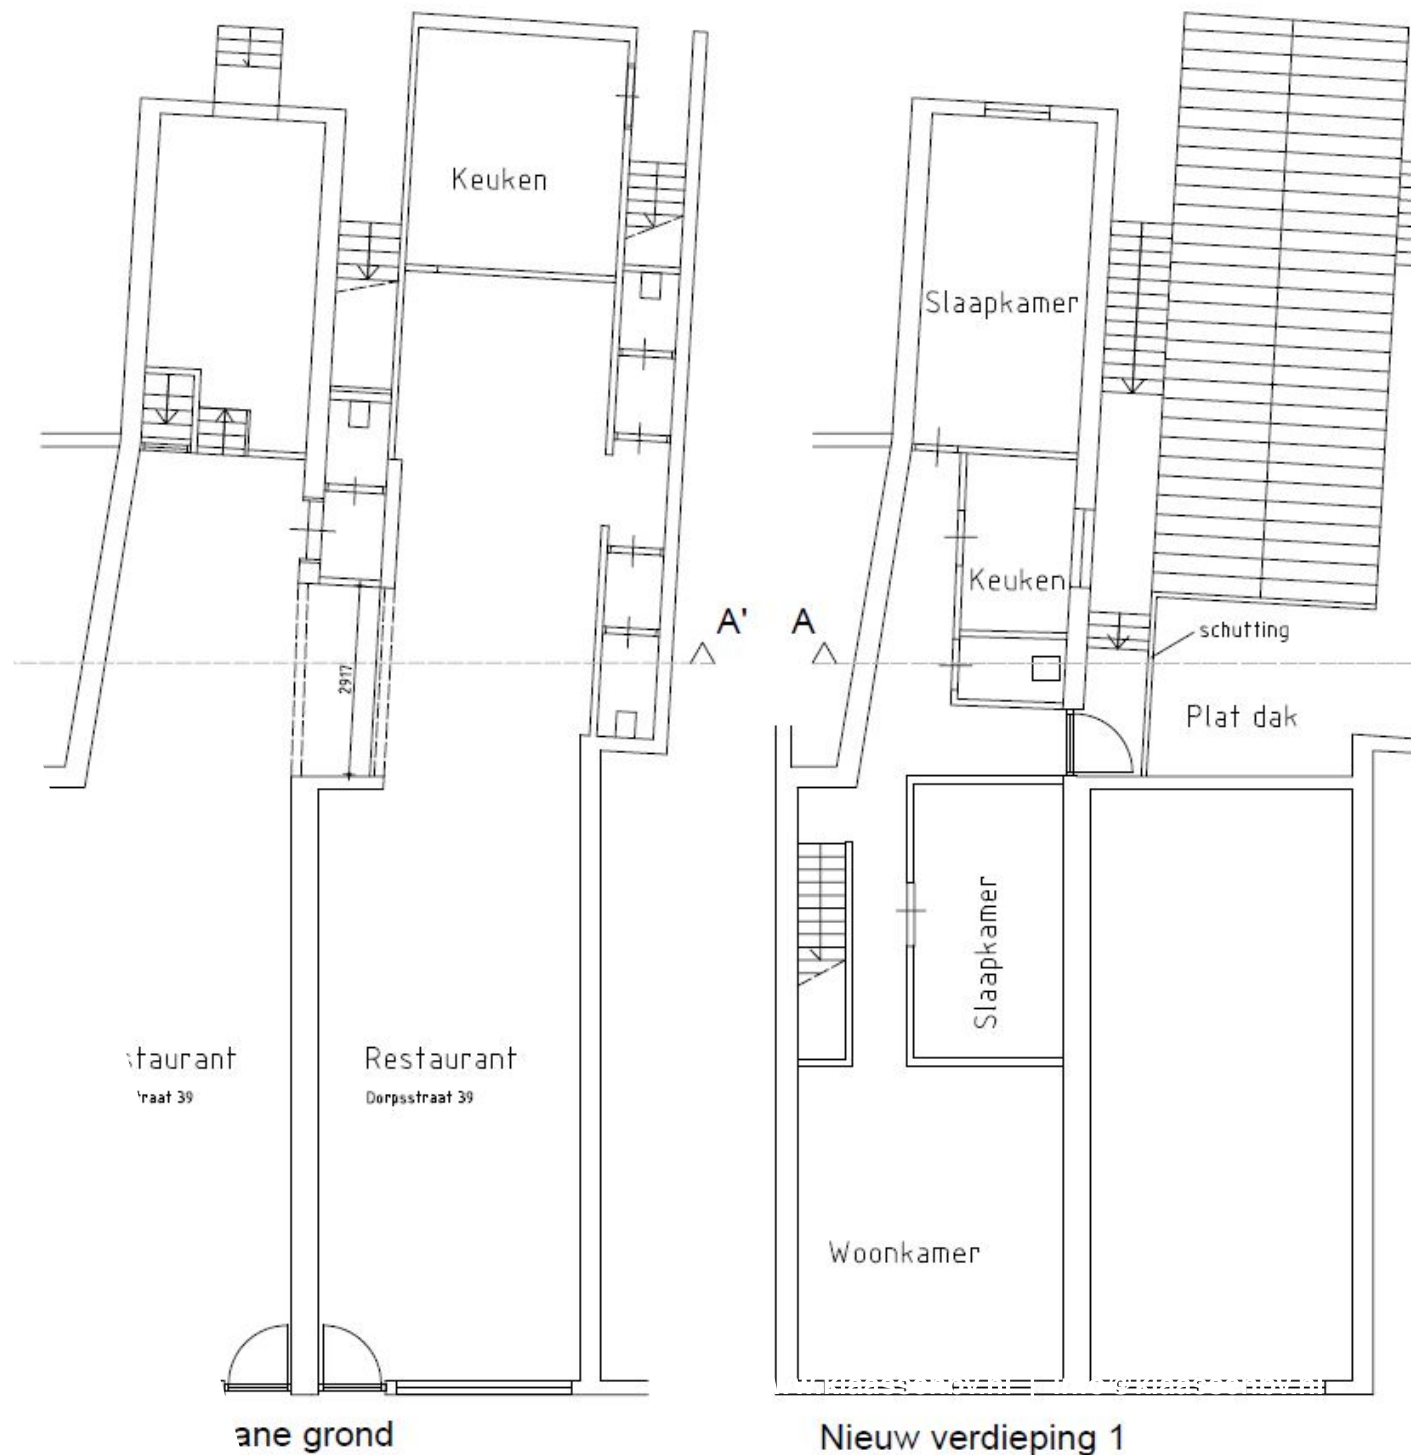 Keuken
Slaapkamer
Keuken
A'
A
schutting
2917
Plat dak
Slaapkamer
staurant
Restaurant
raat 39
Dorpsstraat 39
Woonkamer
ane grond
Nieuw verdieping 1